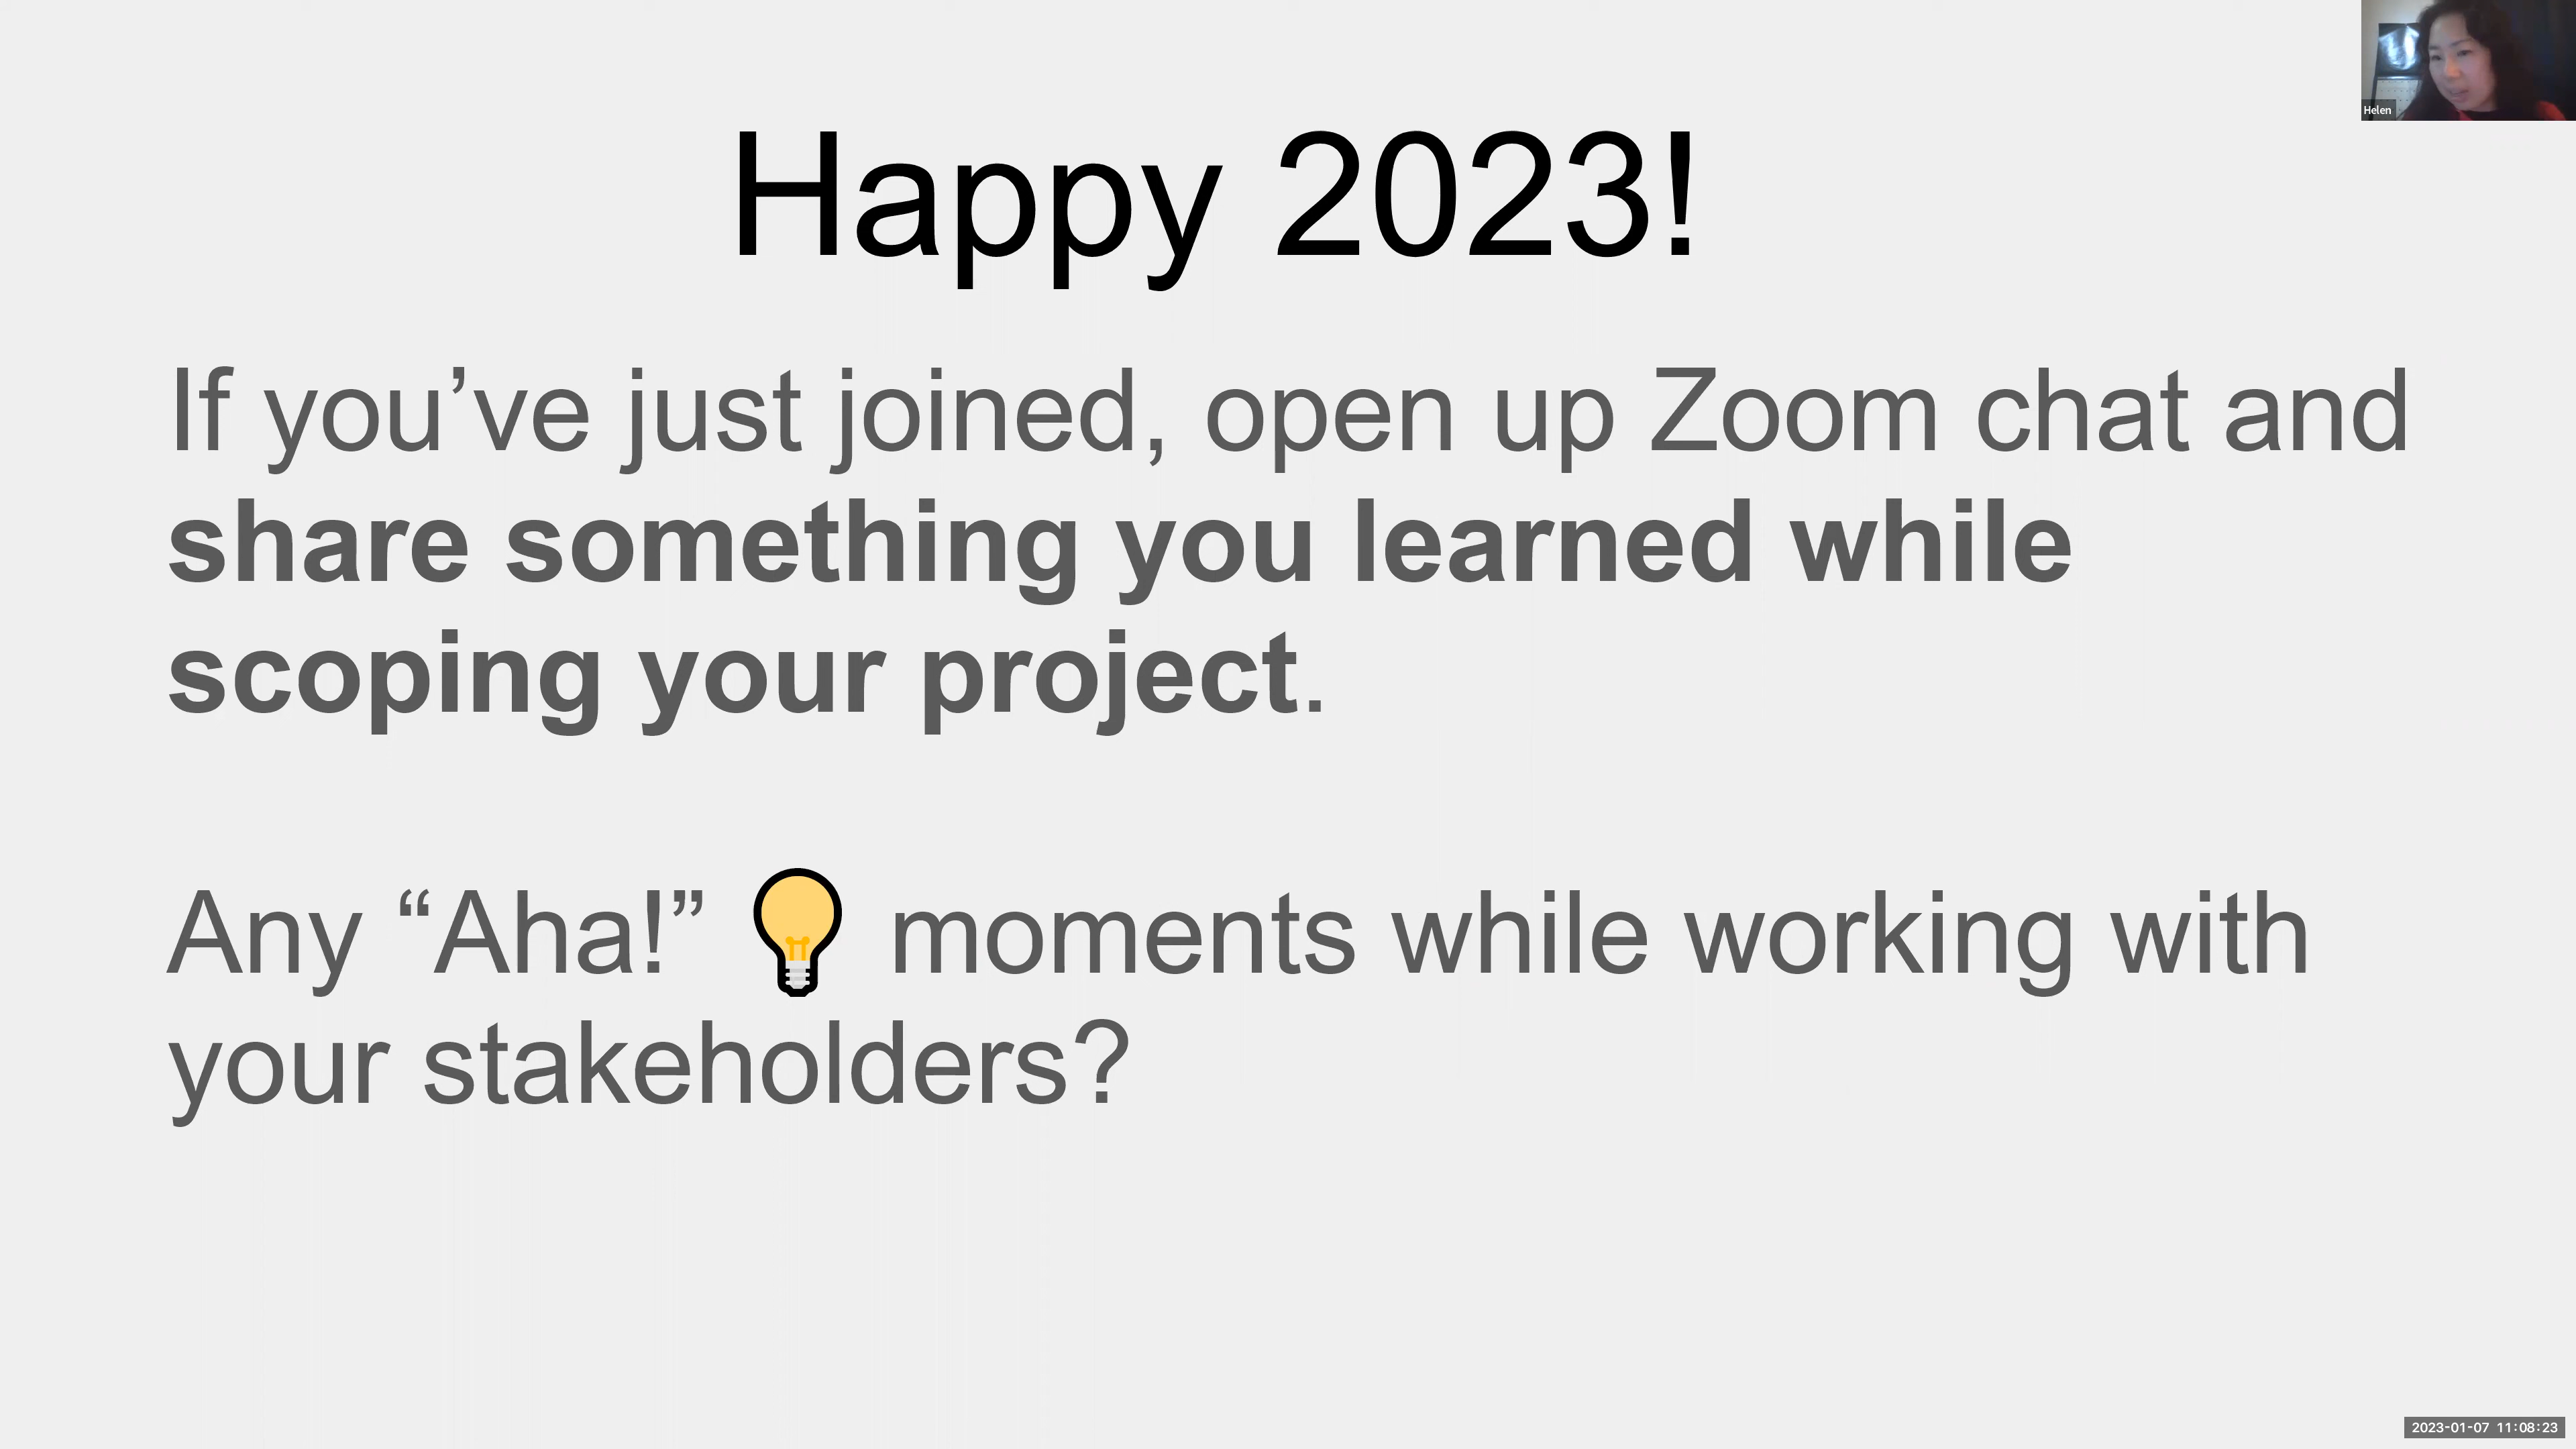 Helen
Happy 2023!
If you’ve just joined, open up Zoom chat and
share something you learned while
scoping your project.
Any “Aha!” 💡 moments while working with
your stakeholders?
2023-01-07 11:08:23